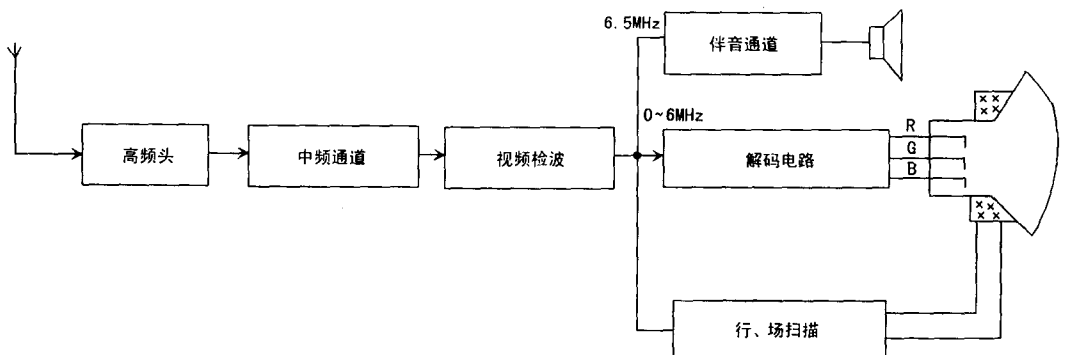 6.5MHz
伴音通道
0~6MHz
高频头
中频通道
视频检波
解码电路
R
G
B
行、场扫描